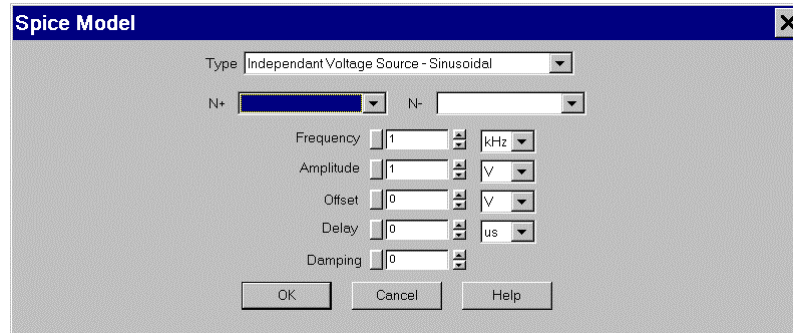 Spice Model
Type Independant Voltage Source - Sinusoidal
N+ N-
Frequency 1 kHz
Amplitude 1 V
Offset 0 V
Delay 0 us
Damping 0
OK Cancel Help